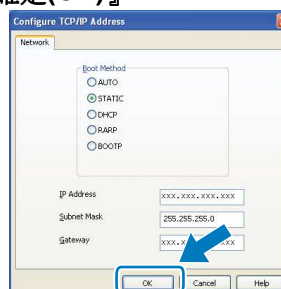 Configure TCP/IP Address
Network
Boot Method
AUTO
STATIC
DHCP
RARP
BOOTP
IP Address
xxx.xxx.xxx.xxx
Subnet Mask
255.255.255.0
Gateway
OK
Cancel
Help